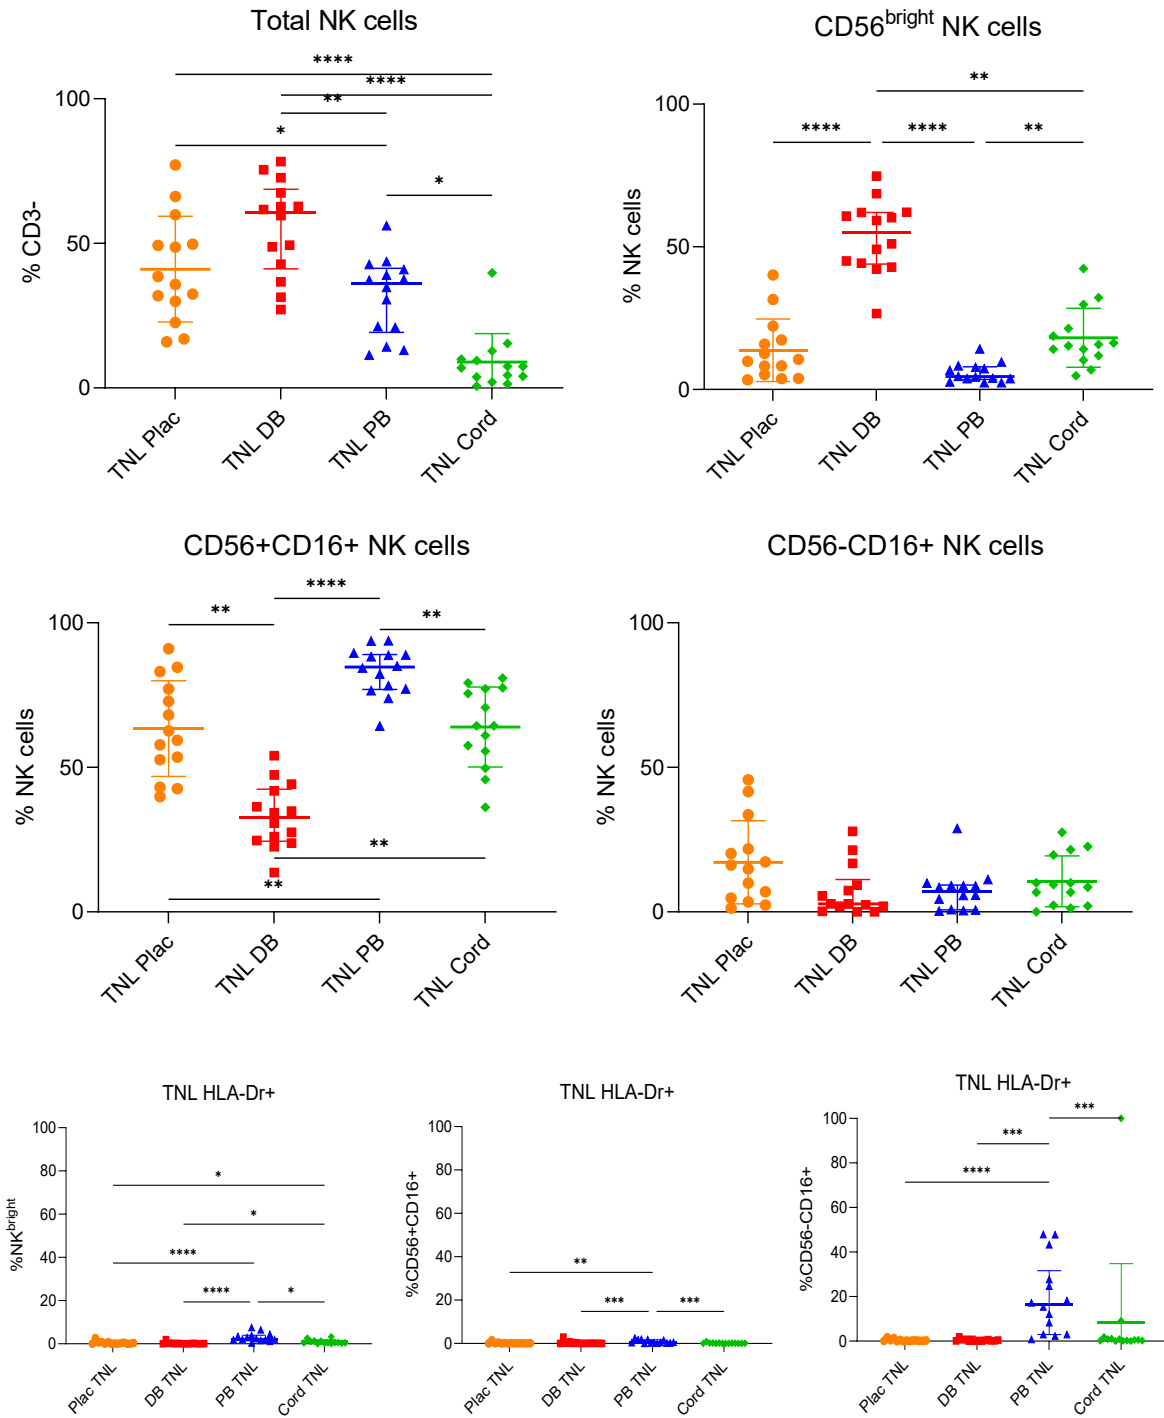 Total NK cells
****
****
**
*
*
100
50
0
% CD3-
TNL Plac
TNL DB
TNL PB
TNL Cord
CD56bright NK cells
**
****
****
**
100
50
0
% NK cells
TNL Plac
TNL DB
TNL PB
TNL Cord
CD56+CD16+ NK cells
****
**
**
**
**
100
50
0
% NK cells
TNL Plac
TNL DB
TNL PB
TNL Cord
CD56-CD16+ NK cells
100
50
0
% NK cells
TNL Plac
TNL DB
TNL PB
TNL Cord
TNL HLA-Dr+
*
*
****
****
*
100
80
60
40
20
0
%NKbright
Plac TNL
DB TNL
PB TNL
Cord TNL
TNL HLA-Dr+
**
***
***
100
80
60
40
20
0
%CD56+CD16+
Plac TNL
DB TNL
PB TNL
Cord TNL
TNL HLA-Dr+
***
***
****
100
80
60
40
20
0
%CD56-CD16+
Plac TNL
DB TNL
PB TNL
Cord TNL